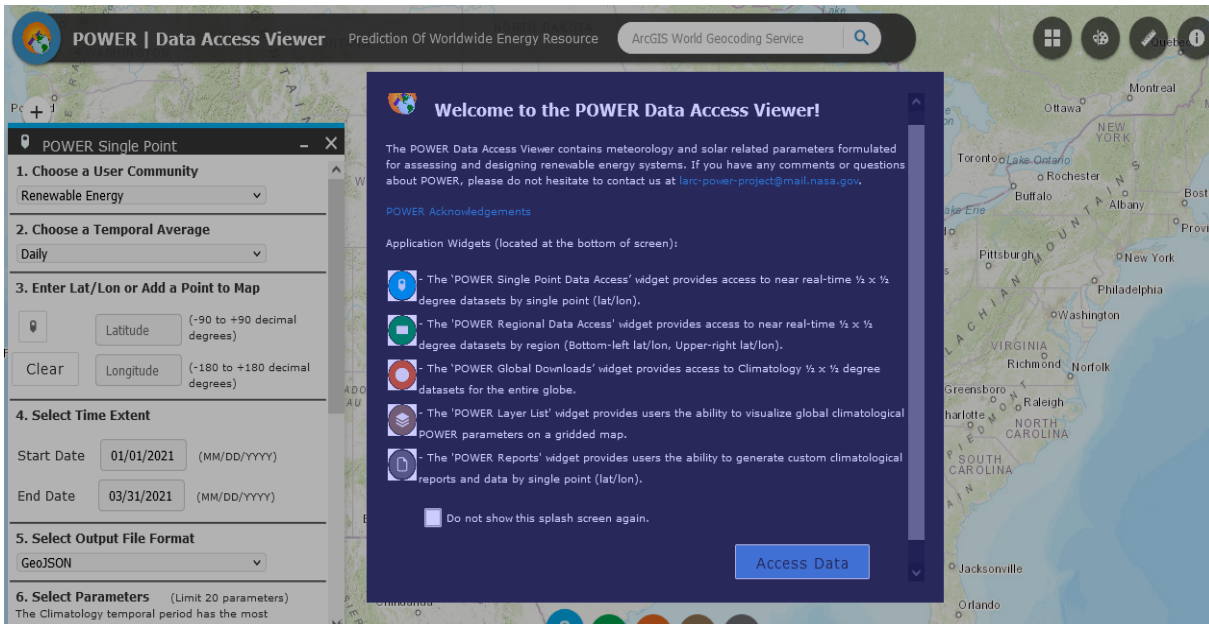 POWER | Data Access Viewer
Prediction Of Worldwide Energy Resource
ArcGIS World Geocoding Service
POWER Single Point
1. Choose a User Community
Renewable Energy
2. Choose a Temporal Average
Daily
3. Enter Lat/Lon or Add a Point to Map
Latitude
(-90 to +90 decimal
degrees)
Clear
Longitude
(-180 to +180 decimal
degrees)
4. Select Time Extent
Start Date 01/01/2021 (MM/DD/YYYY)
End Date 03/31/2021 (MM/DD/YYYY)
5. Select Output File Format
GeoJSON
6. Select Parameters (Limit 20 parameters)
The Climatology temporal period has the most
Welcome to the POWER Data Access Viewer!
The POWER Data Access Viewer contains meteorology and solar related parameters formulated
for assessing and designing renewable energy systems. If you have any comments or questions
about POWER, please do not hesitate to contact us at larc-power-project@mail.nasa.gov.
POWER Acknowledgements
Application Widgets (located at the bottom of screen):
- The 'POWER Single Point Data Access' widget provides access to near real-time ½ x ½
degree datasets by single point (lat/lon).
- The 'POWER Regional Data Access' widget provides access to near real-time ½ x ½
degree datasets by region (Bottom-left lat/lon, Upper-right lat/lon).
- The 'POWER Global Downloads' widget provides access to Climatology ½ x ½ degree
datasets for the entire globe.
- The 'POWER Layer List' widget provides users the ability to visualize global climatological
POWER parameters on a gridded map.
- The 'POWER Reports' widget provides users the ability to generate custom climatological
reports and data by single point (lat/lon).
Do not show this splash screen again.
Access Data
Montreal
Ottawa
NEW
YORK
Toronto
Lake Ontario
Rochester
Buffalo
Albany
Pittsburgh
New York
Philadelphia
Washington
VIRGINIA
Richmond
Norfolk
Greensboro
Raleigh
NORTH
CAROLINA
SOUTH
CAROLINA
Jacksonville
Orlando